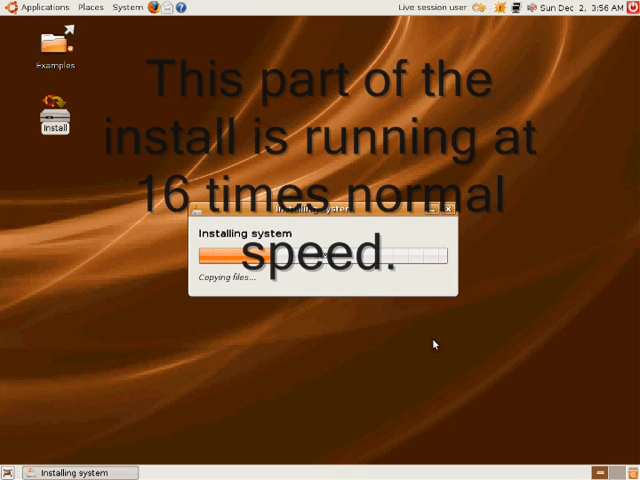 Applications Places System
Live session user
Sun Dec 2, 3:56 AM
Examples
Install
This part of the
install is running at
16 times normal
speed.
Installing system
Installing system
Copying files...
Installing system